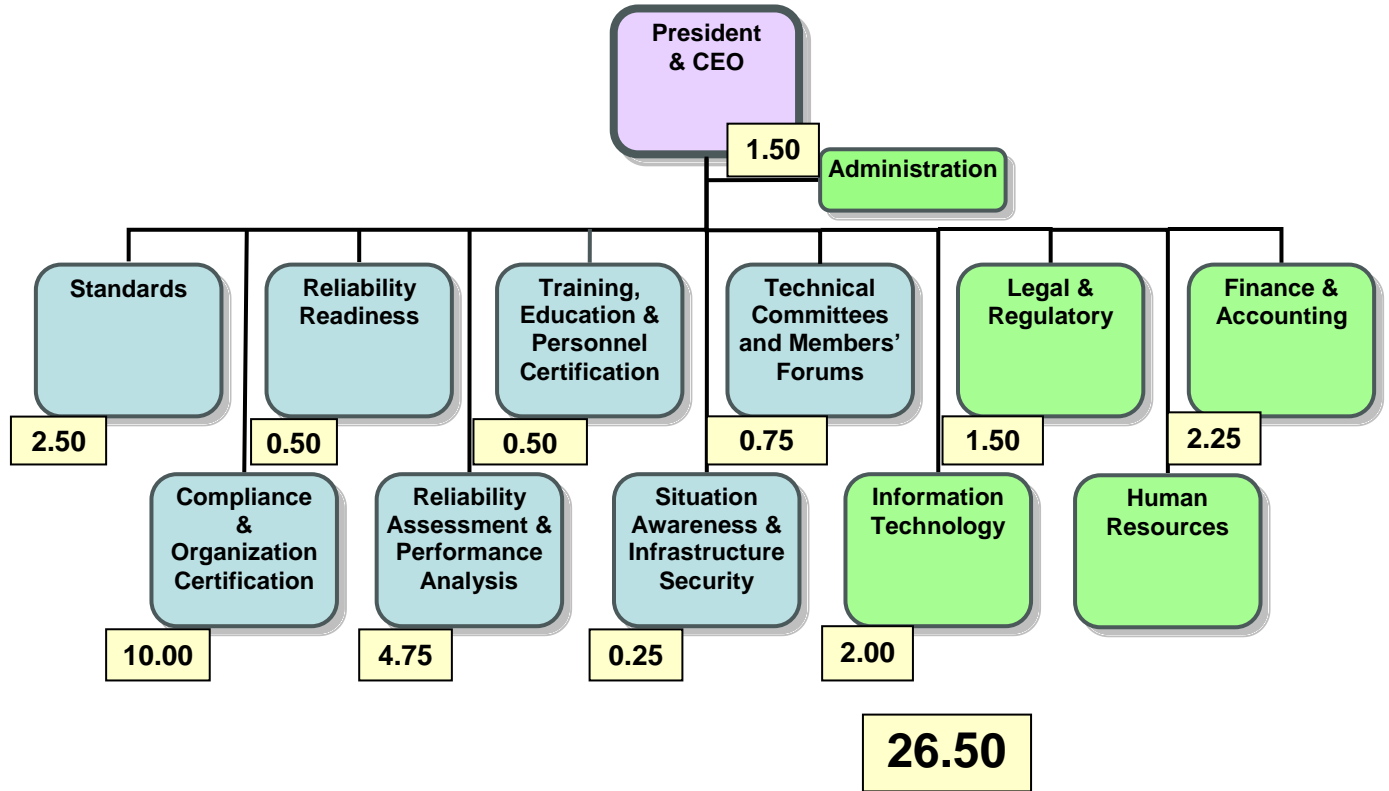 President
& CEO
1.50
Administration
Standards
2.50
Reliability
Readiness
0.50
Training,
Education &
Personnel
Certification
0.50
Technical
Committees
and Members’
Forums
0.75
Legal &
Regulatory
1.50
Finance &
Accounting
2.25
Compliance
&
Organization
Certification
10.00
Reliability
Assessment &
Performance
Analysis
4.75
Situation
Awareness &
Infrastructure
Security
0.25
Information
Technology
2.00
Human
Resources
26.50